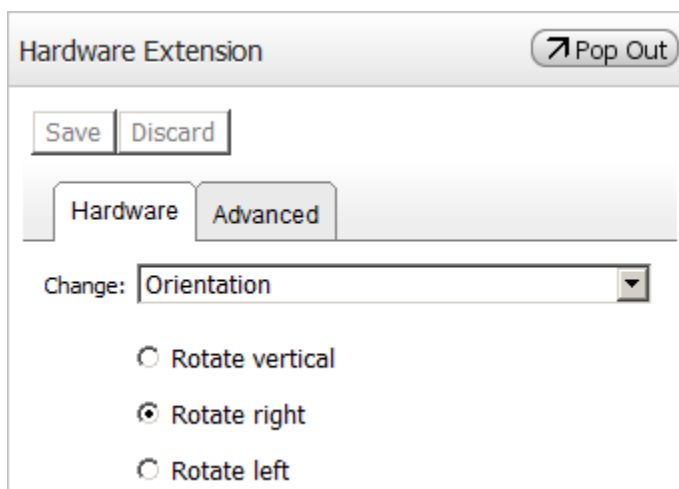 Hardware Extension Pop Out
Save Discard
Hardware Advanced
Change: Orientation
Rotate vertical
Rotate right
Rotate left